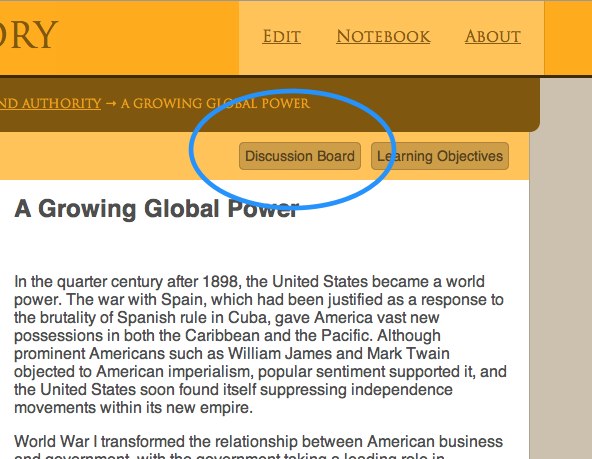 ORY
EDIT NOTEBOOK ABOUT
ND AUTHORITY → A GROWING GLOBAL POWER
Discussion Board Learning Objectives
A Growing Global Power
In the quarter century after 1898, the United States became a world
power. The war with Spain, which had been justified as a response to
the brutality of Spanish rule in Cuba, gave America vast new
possessions in both the Caribbean and the Pacific. Although
prominent Americans such as William James and Mark Twain
objected to American imperialism, popular sentiment supported it, and
the United States soon found itself suppressing independence
movements within its new empire.
World War I transformed the relationship between American business
and government, with the government taking a leading role in